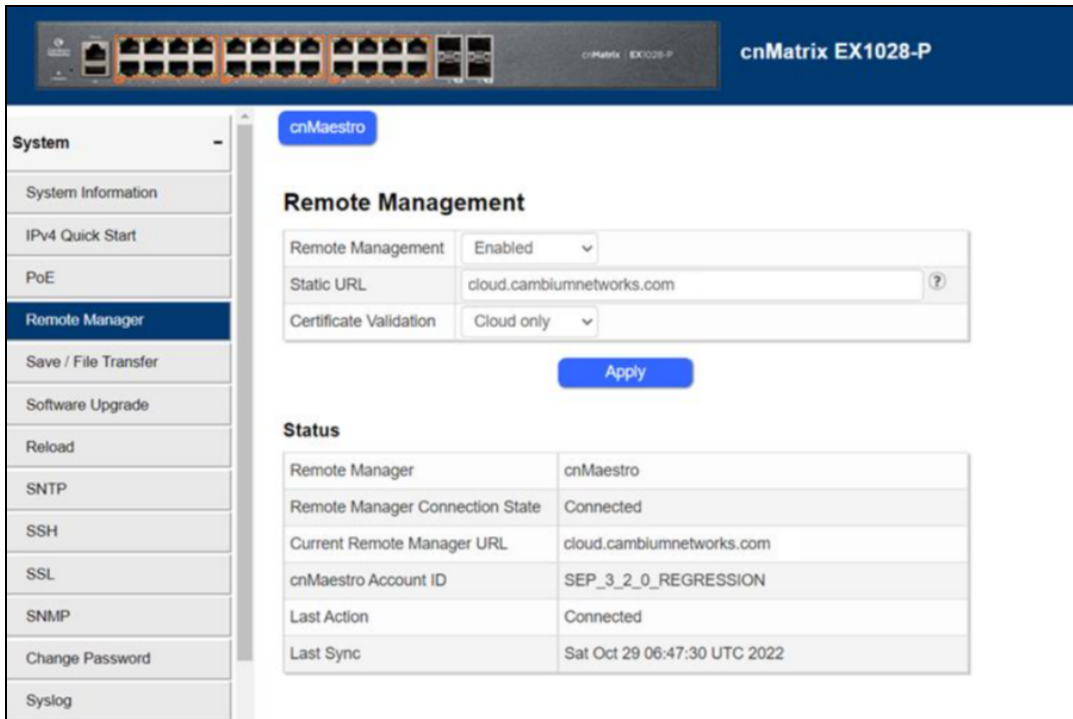 cnMatrix EX1028-P
cnMatrix EX1028-P
System −
cnMaestro
System Information
IPv4 Quick Start
PoE
Remote Manager
Save / File Transfer
Software Upgrade
Reload
SNTP
SSH
SSL
SNMP
Change Password
Syslog
Remote Management
Remote Management Enabled
Static URL cloud.cambiumnetworks.com ?
Certificate Validation Cloud only
Apply
Status
Remote Manager cnMaestro
Remote Manager Connection State Connected
Current Remote Manager URL cloud.cambiumnetworks.com
cnMaestro Account ID SEP_3_2_0_REGRESSION
Last Action Connected
Last Sync Sat Oct 29 06:47:30 UTC 2022